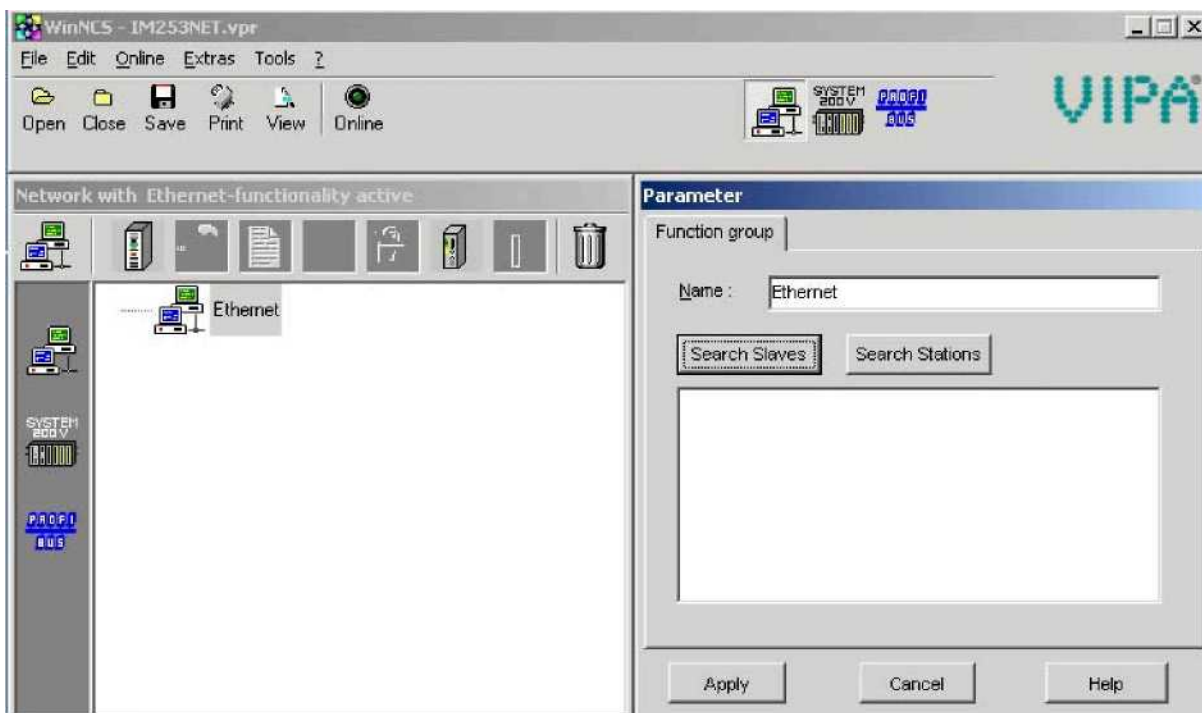 WinNCS - IM253NET.vpr
File Edit Online Extras Tools ?
Open Close Save Print View Online
SYSTEM 200V
PROFI BUS
VIPA
Network with Ethernet-functionality active
Ethernet
SYSTEM 200V
PROFI BUS
Parameter
Function group
Name : Ethernet
Search Slaves Search Stations
Apply Cancel Help